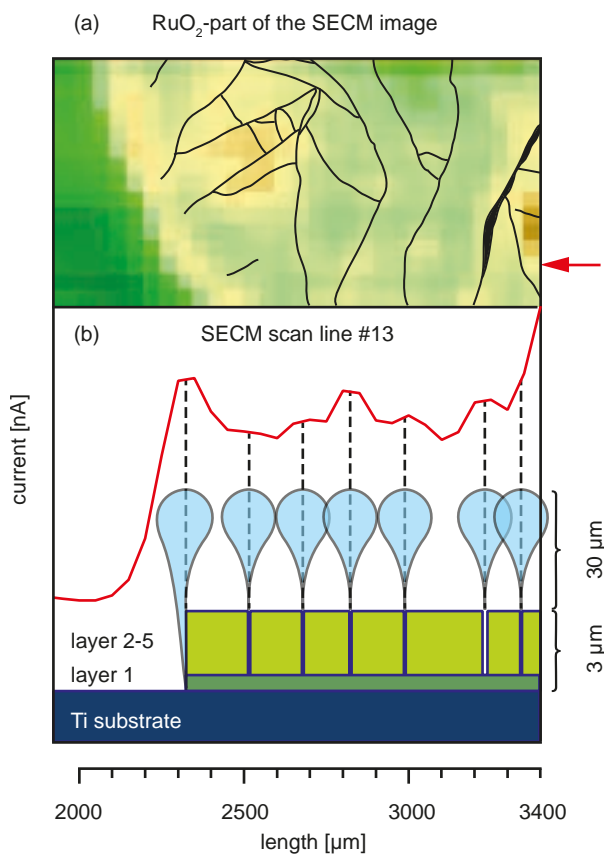 (a) RuO₂-part of the SECM image
(b) SECM scan line #13
current [nA]
30 µm
3 µm
layer 2-5
layer 1
Ti substrate
2000 2500 3000 3400
length [µm]